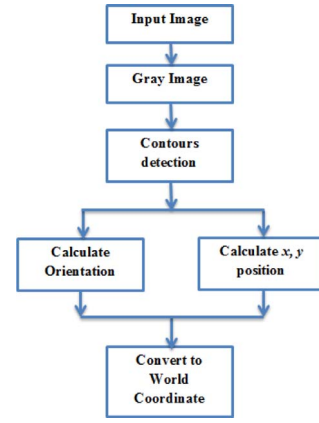 Input Image
Gray Image
Contours
detection
Calculate
Orientation
Calculate x, y
position
Convert to
World
Coordinate